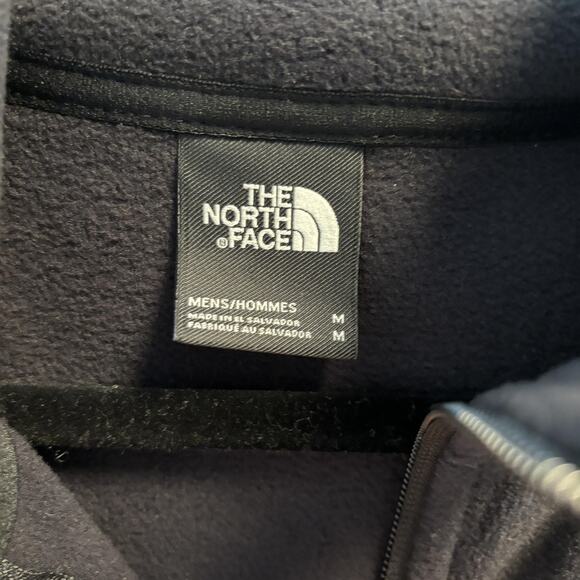 THE
NORTH
FACE
MENS/HOMMES M
MADE IN EL SALVADOR M
FABRIQUÉ AU SALVADOR